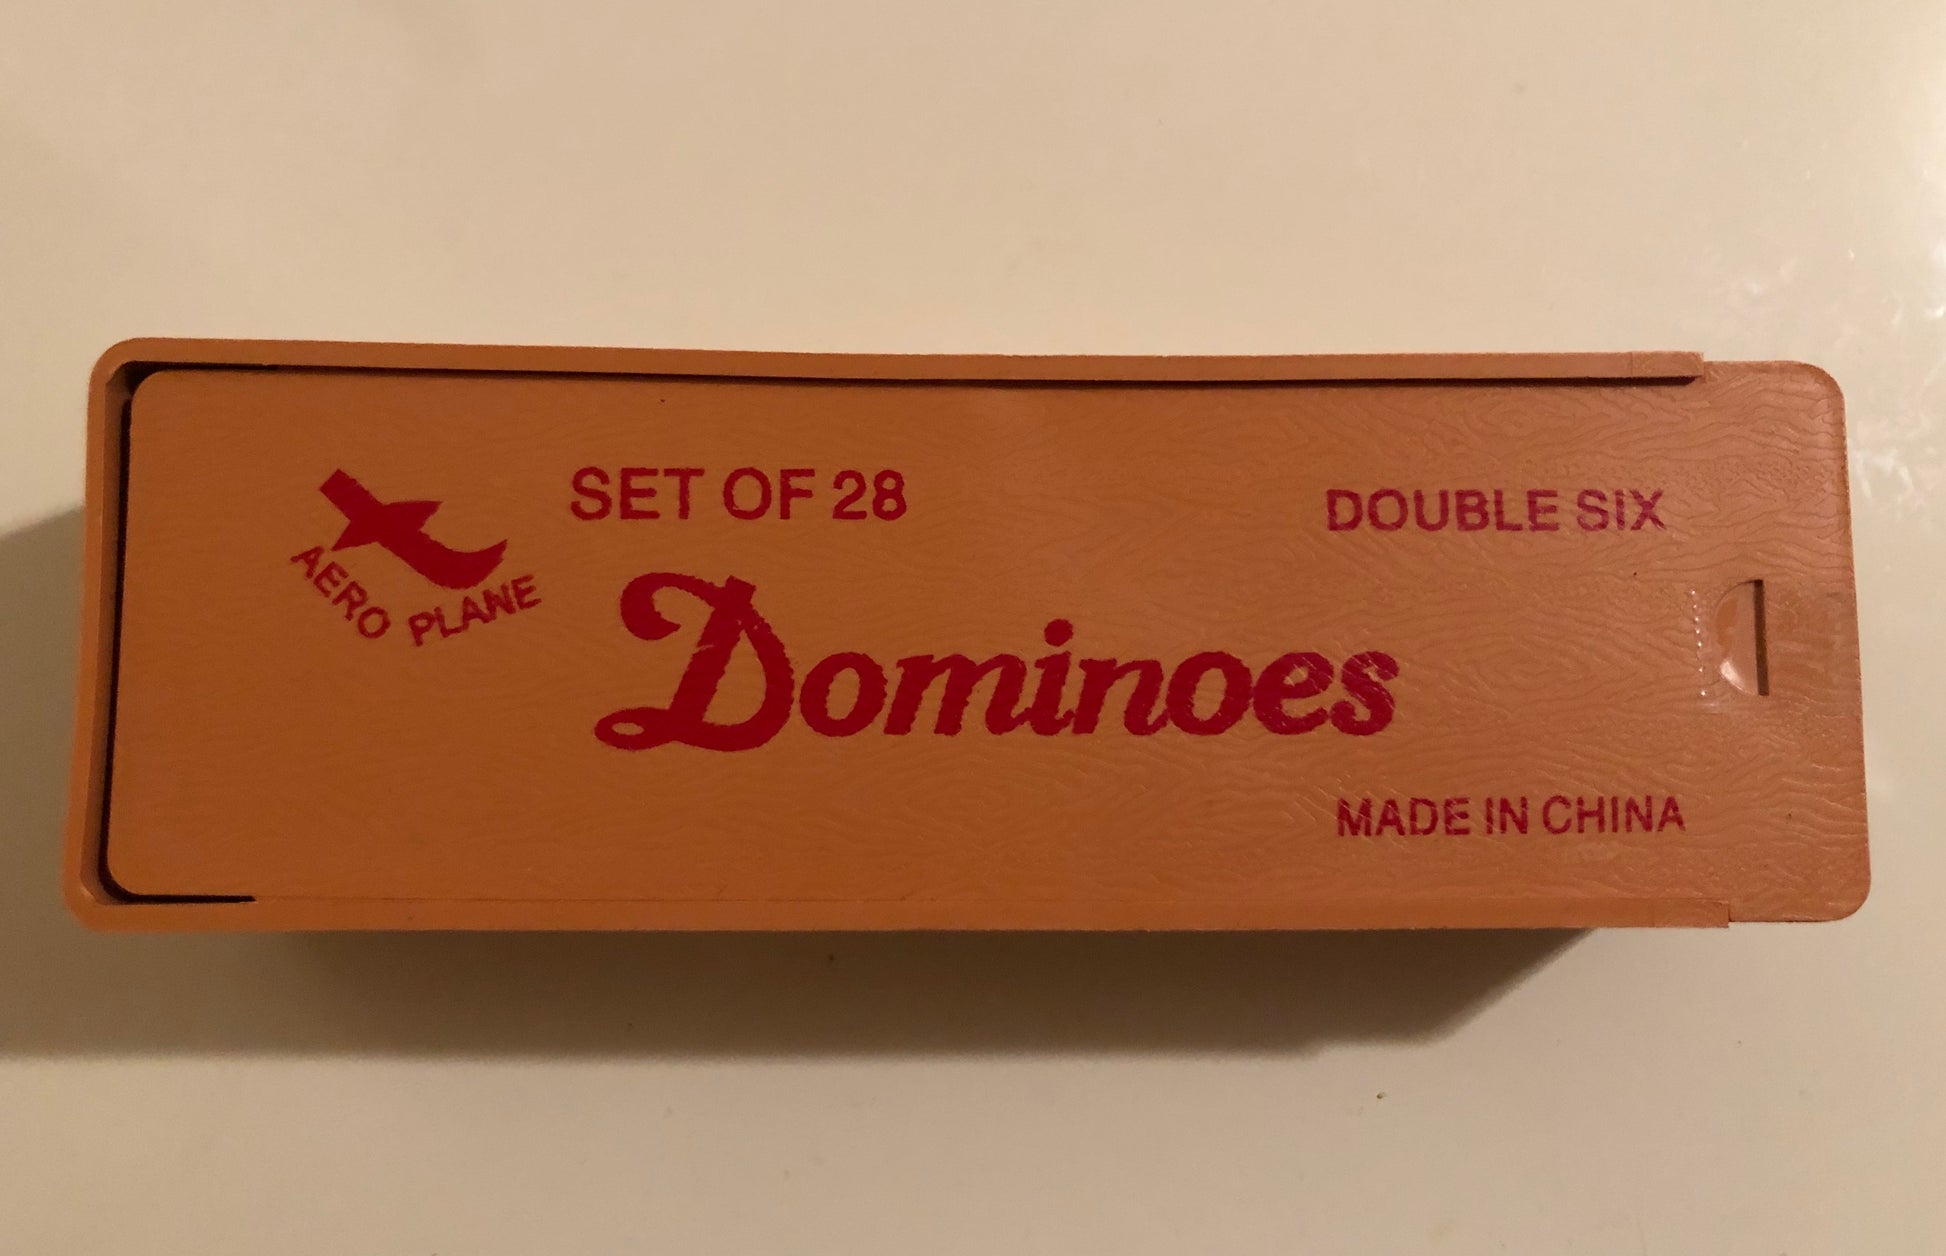 AERO PLANE
SET OF 28
DOUBLE SIX
Dominoes
MADE IN CHINA